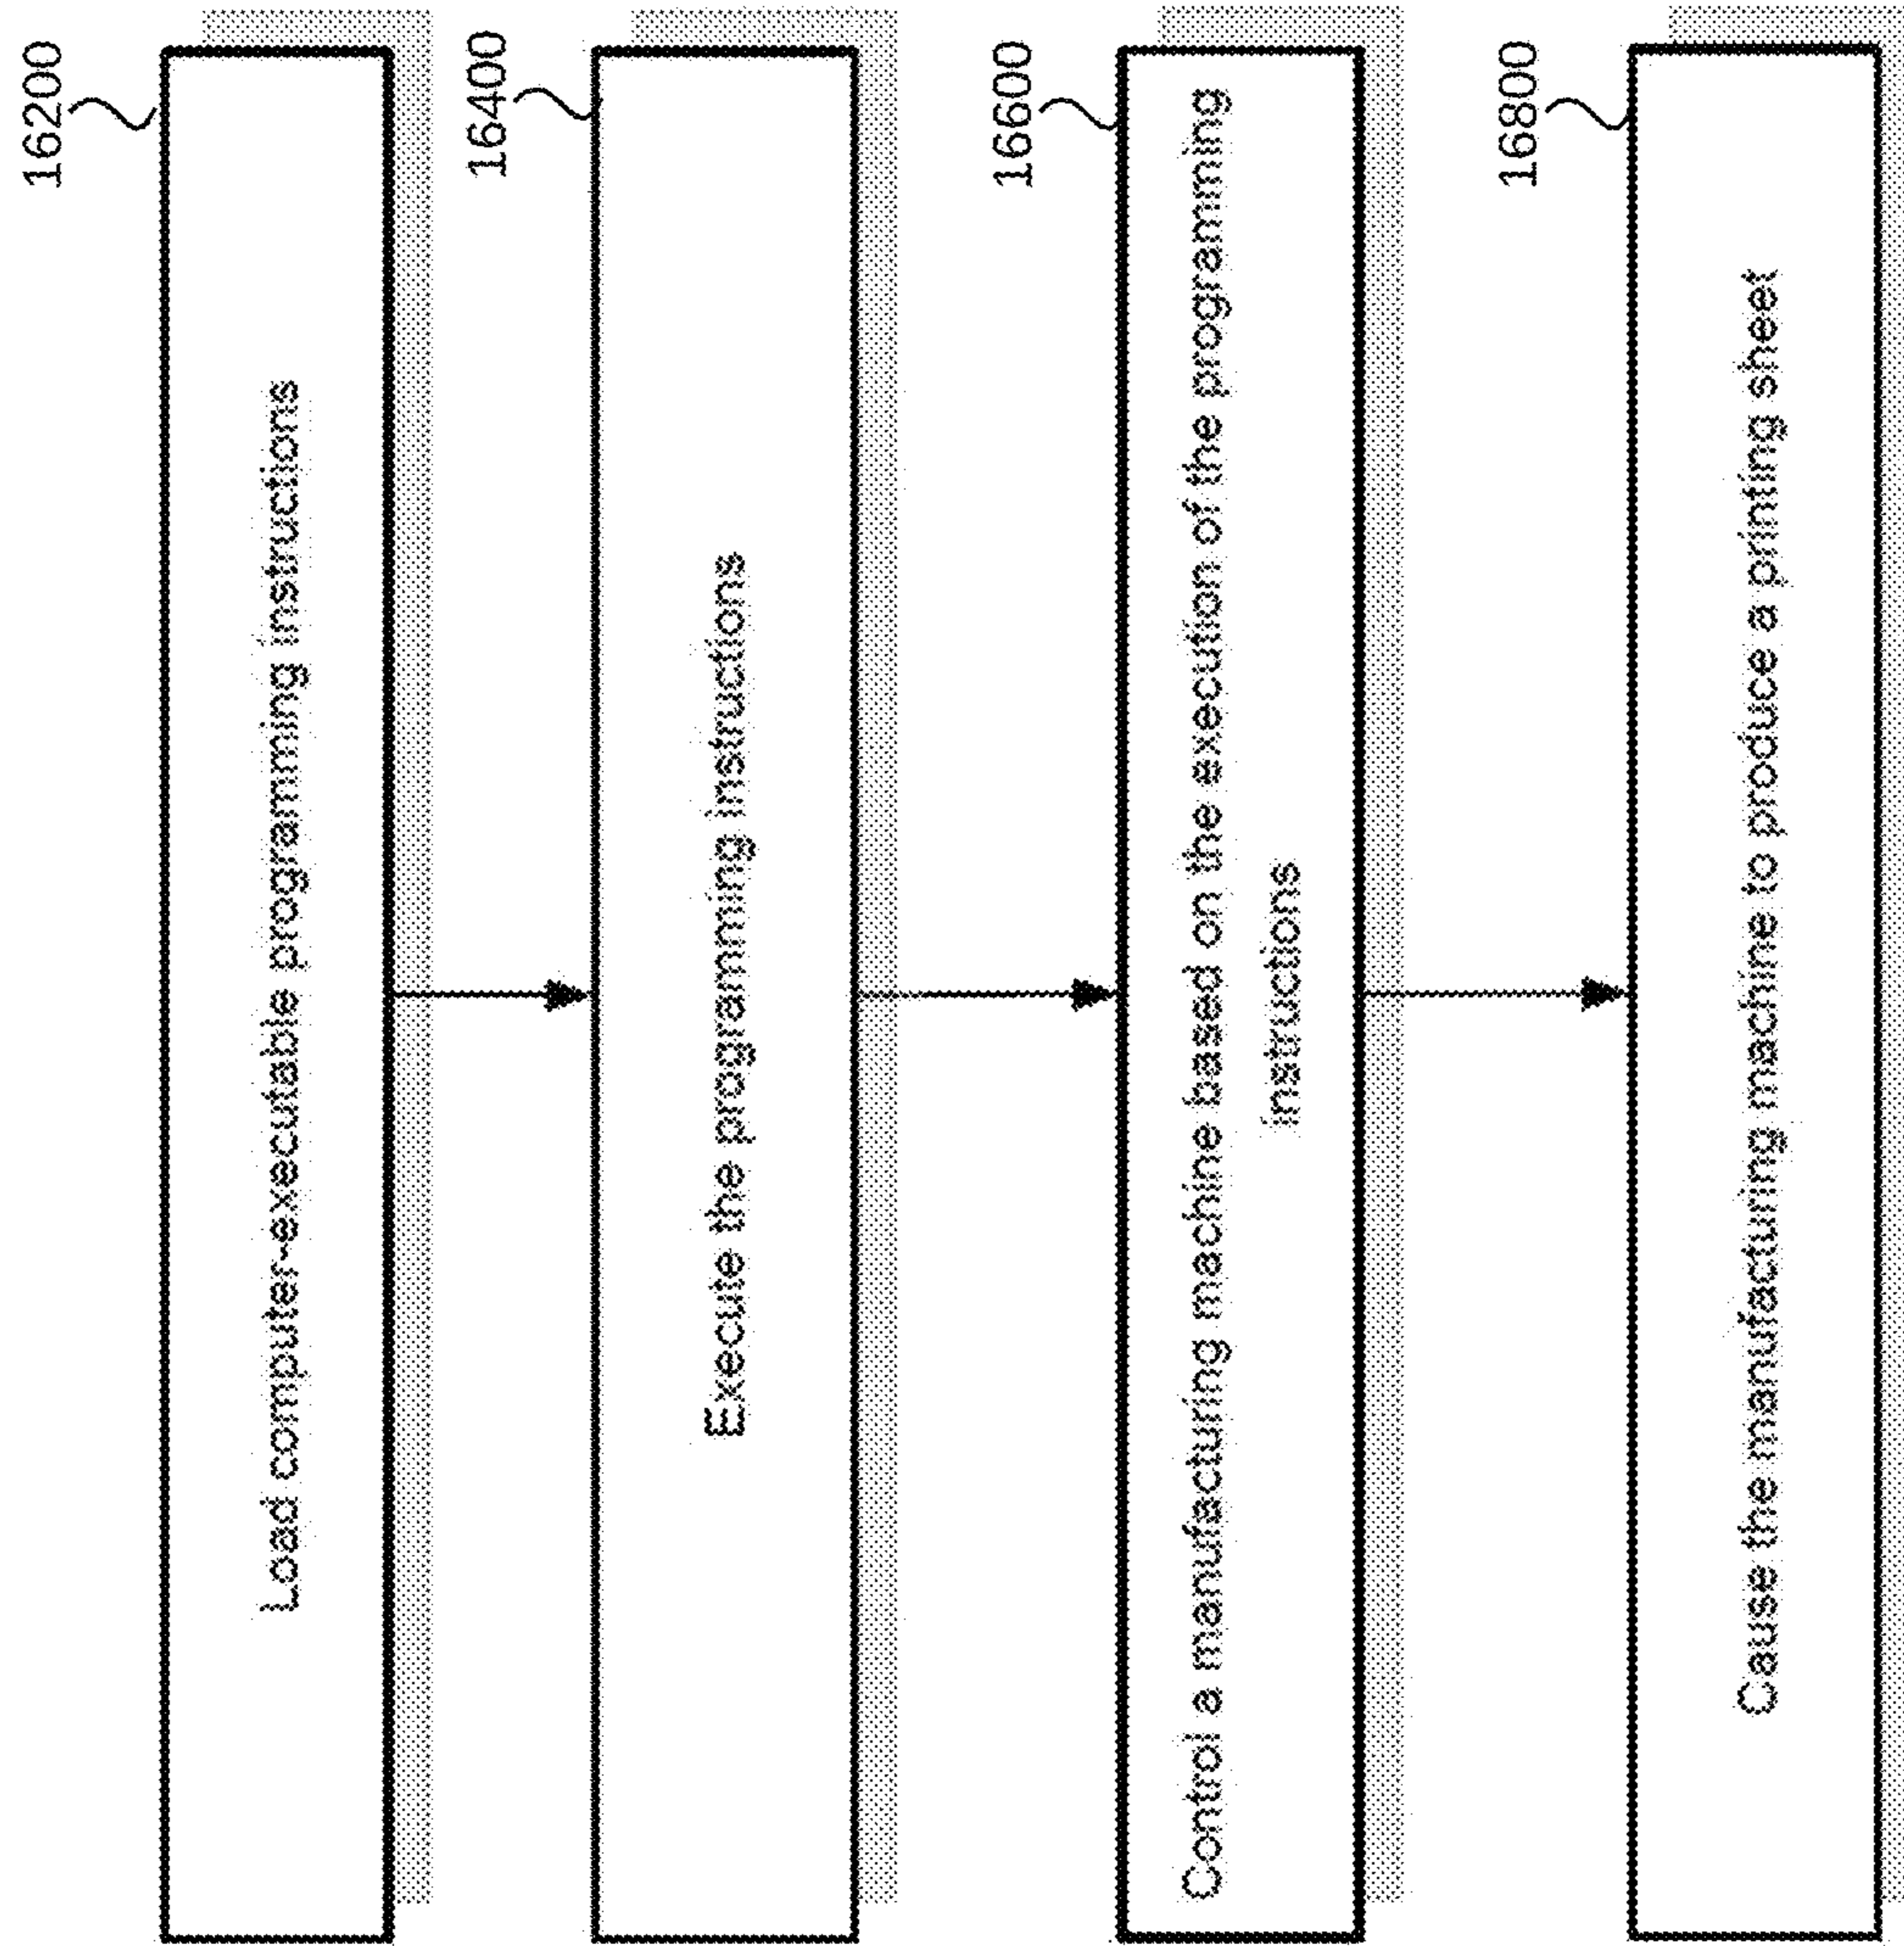 16200
Load computer-executable programming instructions
16400
Execute the programming instructions
16600
Control a manufacturing machine based on the execution of the programming
instructions
16800
Cause the manufacturing machine to produce a printing sheet